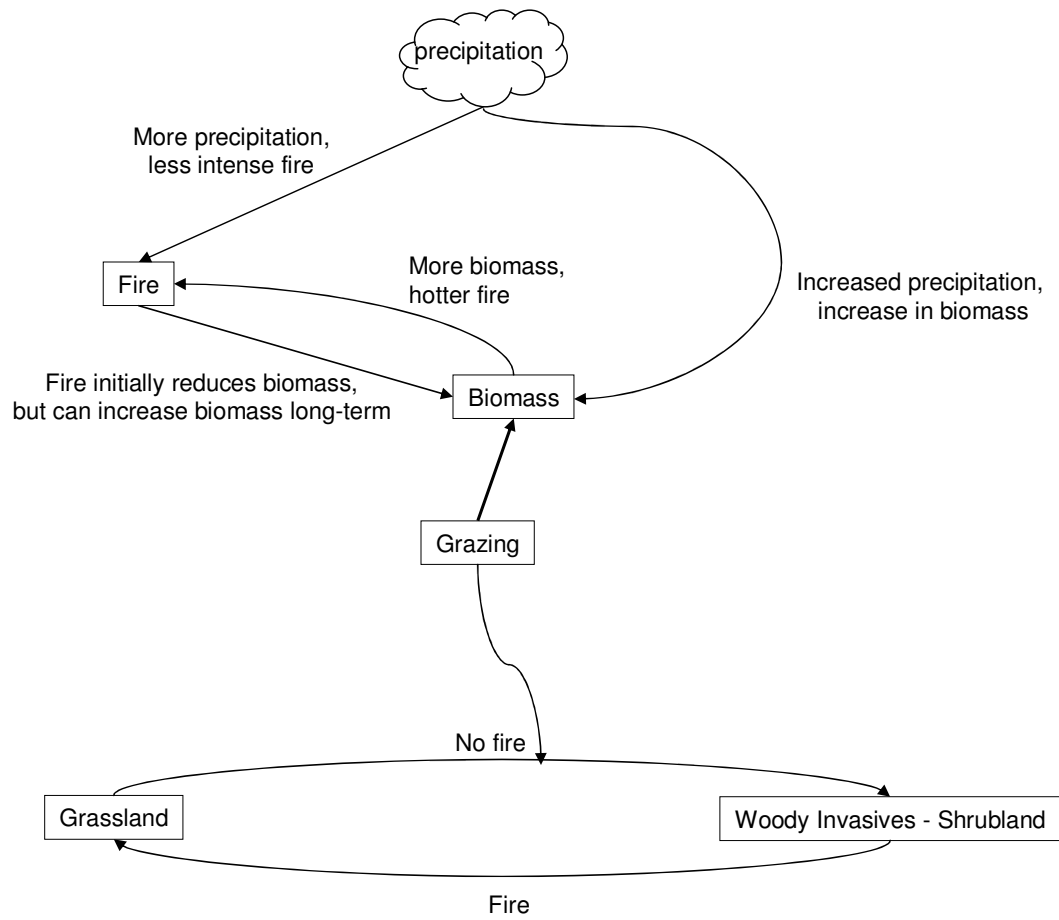 precipitation
More precipitation,
less intense fire
Fire
More biomass,
hotter fire
Increased precipitation,
increase in biomass
Fire initially reduces biomass,
but can increase biomass long-term
Biomass
Grazing
No fire
Grassland
Woody Invasives - Shrubland
Fire